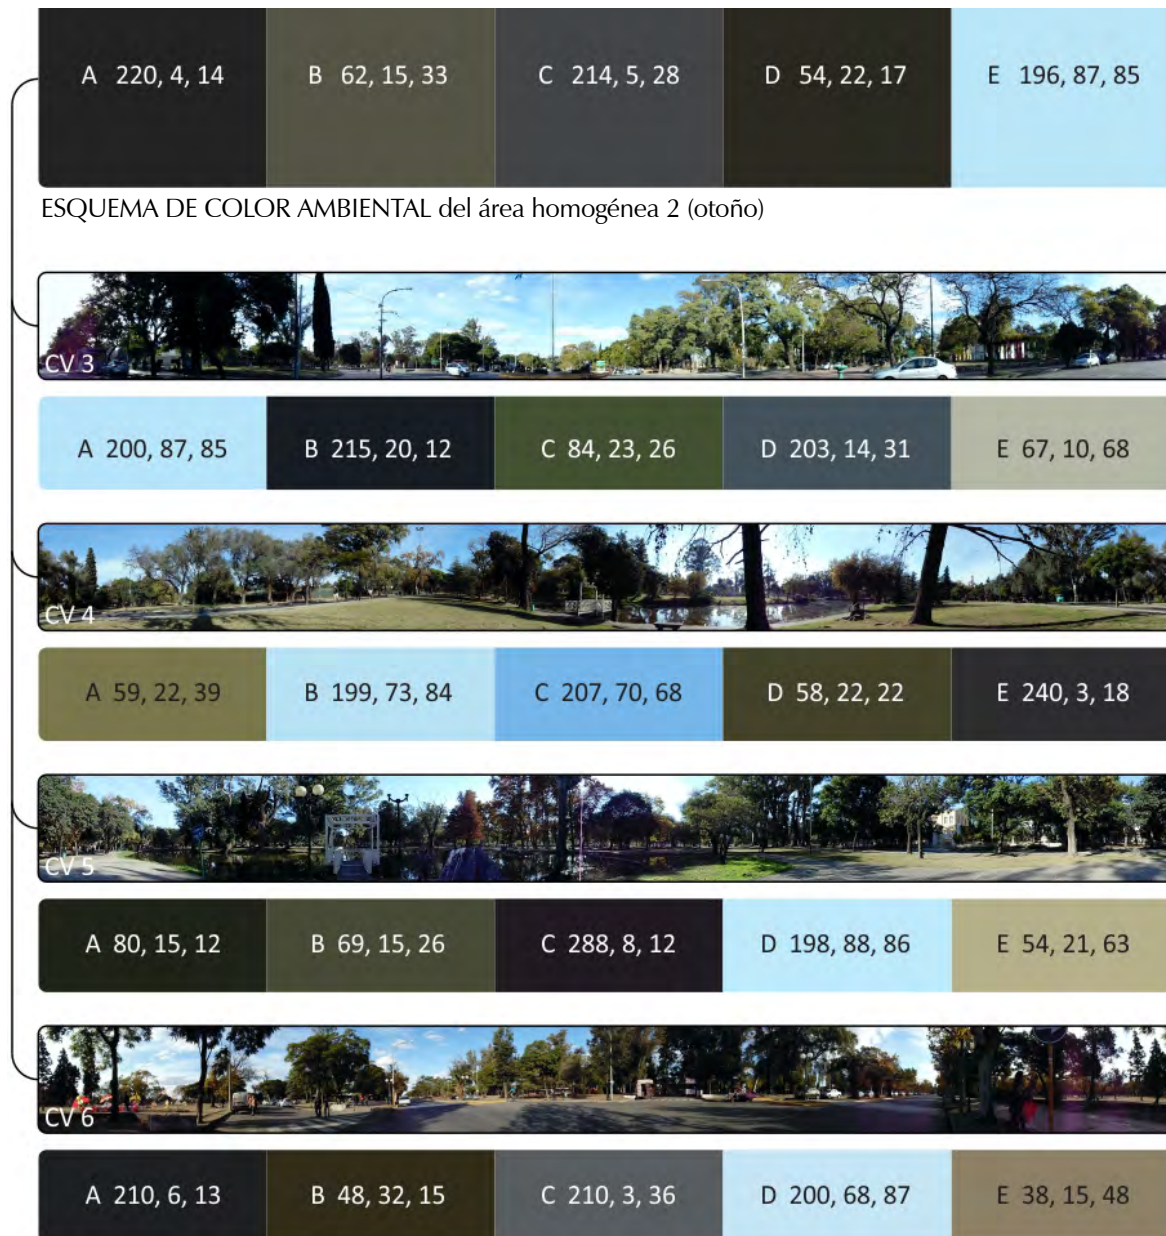 A 220, 4, 14 B 62, 15, 33 C 214, 5, 28 D 54, 22, 17 E 196, 87, 85
ESQUEMA DE COLOR AMBIENTAL del área homogénea 2 (otoño)
CV 3
A 200, 87, 85 B 215, 20, 12 C 84, 23, 26 D 203, 14, 31 E 67, 10, 68
CV 4
A 59, 22, 39 B 199, 73, 84 C 207, 70, 68 D 58, 22, 22 E 240, 3, 18
CV 5
A 80, 15, 12 B 69, 15, 26 C 288, 8, 12 D 198, 88, 86 E 54, 21, 63
CV 6
A 210, 6, 13 B 48, 32, 15 C 210, 3, 36 D 200, 68, 87 E 38, 15, 48